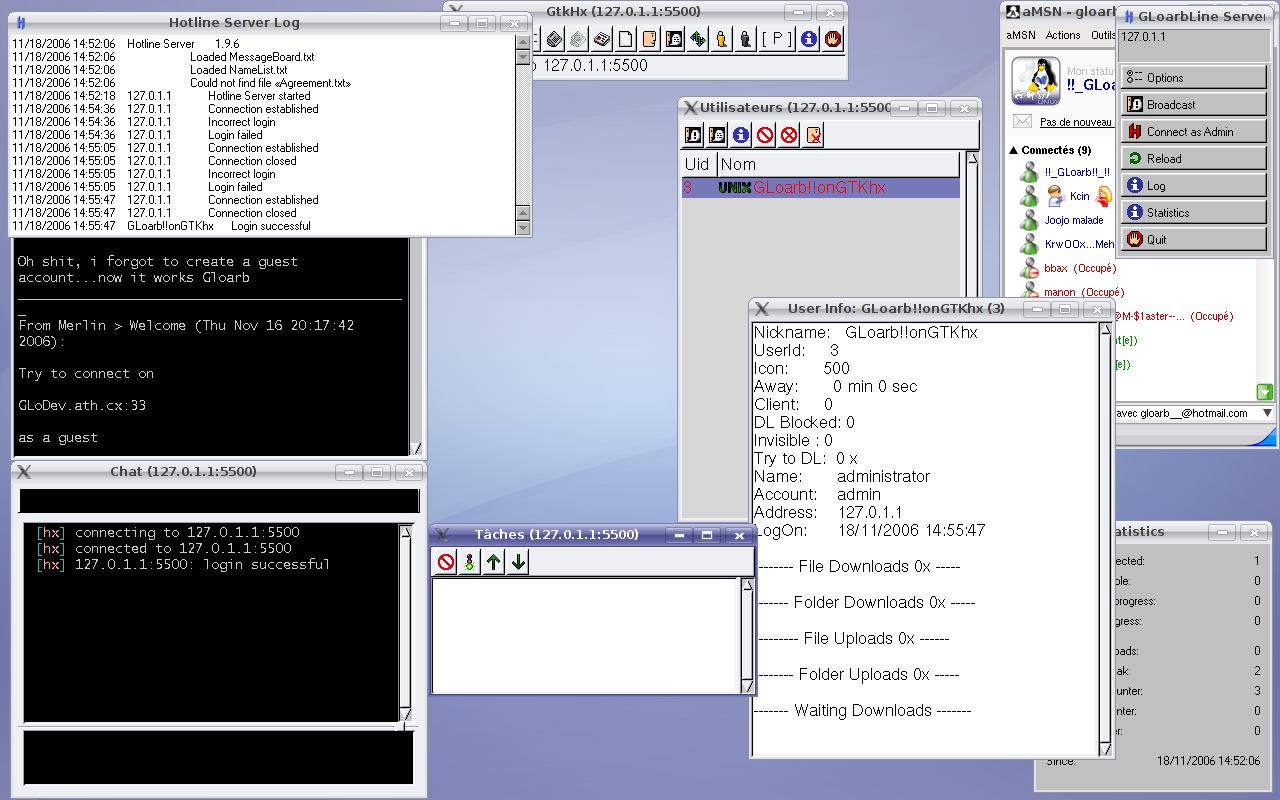 Hotline Server Log
11/18/2006 14:52:06 Hotline Server 1.9.6
11/18/2006 14:52:06 Loaded MessageBoard.txt
11/18/2006 14:52:06 Loaded NameList.txt
11/18/2006 14:52:06 Could not find file «Agreement.txt»
11/18/2006 14:52:18 127.0.1.1 Hotline Server started
11/18/2006 14:54:36 127.0.1.1 Connection established
11/18/2006 14:54:36 127.0.1.1 Incorrect login
11/18/2006 14:54:36 127.0.1.1 Login failed
11/18/2006 14:55:05 127.0.1.1 Connection established
11/18/2006 14:55:05 127.0.1.1 Connection closed
11/18/2006 14:55:05 127.0.1.1 Incorrect login
11/18/2006 14:55:05 127.0.1.1 Login failed
11/18/2006 14:55:47 127.0.1.1 Connection established
11/18/2006 14:55:47 127.0.1.1 Connection closed
11/18/2006 14:55:47 GLoarb!!onGTKhx Login successful
Oh shit, i forgot to create a guest
account...now it works Gloarb
From Merlin > Welcome (Thu Nov 16 20:17:42
2006):
Try to connect on
GLoDev.ath.cx:33
as a guest
Chat (127.0.1.1:5500)
[hx] connecting to 127.0.1.1:5500
[hx] connected to 127.0.1.1:5500
[hx] 127.0.1.1:5500: login successful
GtkHx (127.0.1.1:5500)
[ P ]
127.0.1.1:5500
Utilisateurs (127.0.1.1:5500
Uid Nom
3 UNIX GLoarb!!onGTKhx
Tâches (127.0.1.1:5500)
User Info: GLoarb!!onGTKhx (3)
Nickname: GLoarb!!onGTKhx
UserId: 3
Icon: 500
Away: 0 min 0 sec
Client: 0
DL Blocked: 0
Invisible : 0
Try to DL: 0 x
Name: administrator
Account: admin
Address: 127.0.1.1
LogOn: 18/11/2006 14:55:47
------- File Downloads 0x -----
------ Folder Downloads 0x -----
-------- File Uploads 0x ------
------- Folder Uploads 0x -----
------- Waiting Downloads -------
aMSN - gloarb
aMSN Actions Outils
Mon statu
!!_GLoa
Pas de nouveau
Connectés (9)
!!_GLoarb!!_!!
Kcin
Joojo malade
KrwOOx...Meh
bbax (Occupé)
manon (Occupé)
@M-$1aster--... (Occupé)
t[e])
[e])
avec gloarb__@hotmail.com
GLoarbLine Server
127.0.1.1
Options
Broadcast
Connect as Admin
Reload
Log
Statistics
Quit
atistics
ected: 1
ole: 0
progress: 0
gress: 0
oads: 0
ak: 2
unter: 3
nter: 0
r: 0
Since: 18/11/2006 14:52:06